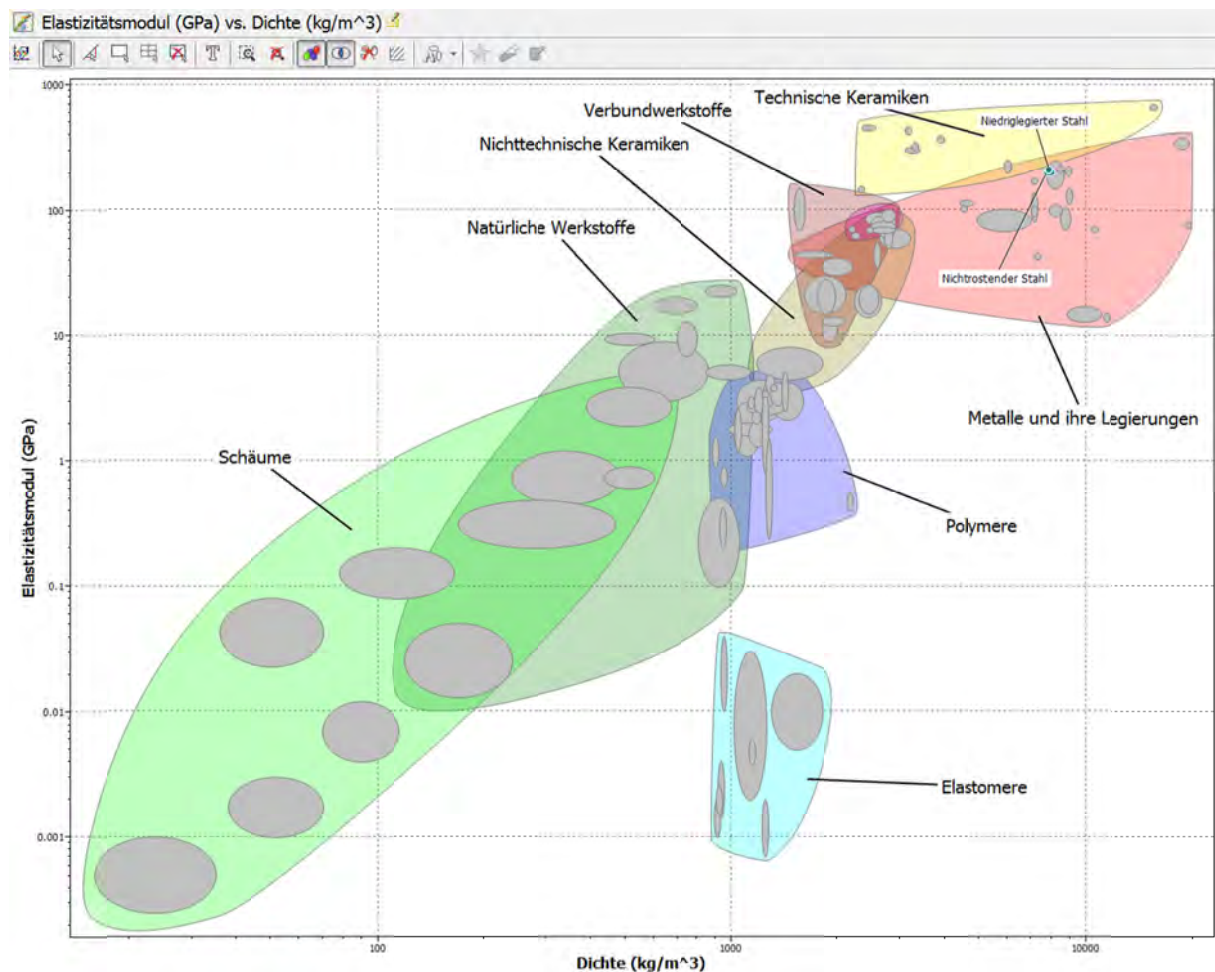 Elastizitätsmodul (GPa) vs. Dichte (kg/m^3)
T
1000
Technische Keramiken
Verbundwerkstoffe
Niedriglegierter Stahl
Nichttechnische Keramiken
100
Natürliche Werkstoffe
Nichtrostender Stahl
10
Metalle und ihre Legierungen
Schäume
1
Polymere
Elastizitätsmodul (GPa)
0.1
0.01
Elastomere
0.001
100
1000
10000
Dichte (kg/m^3)